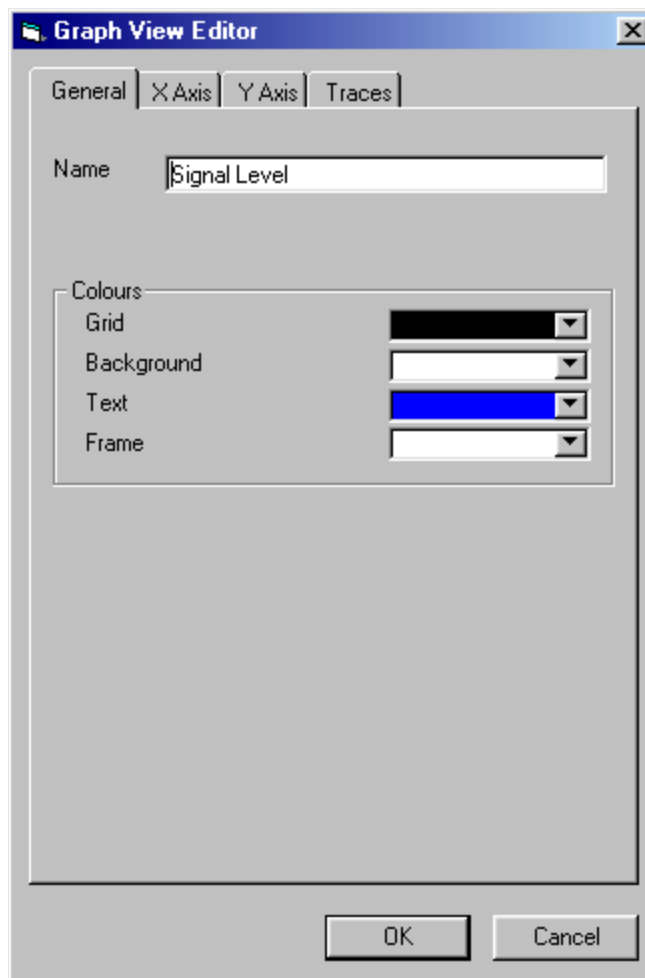 Graph View Editor
General X Axis Y Axis Traces
Name Signal Level
Colours
Grid
Background
Text
Frame
OK Cancel